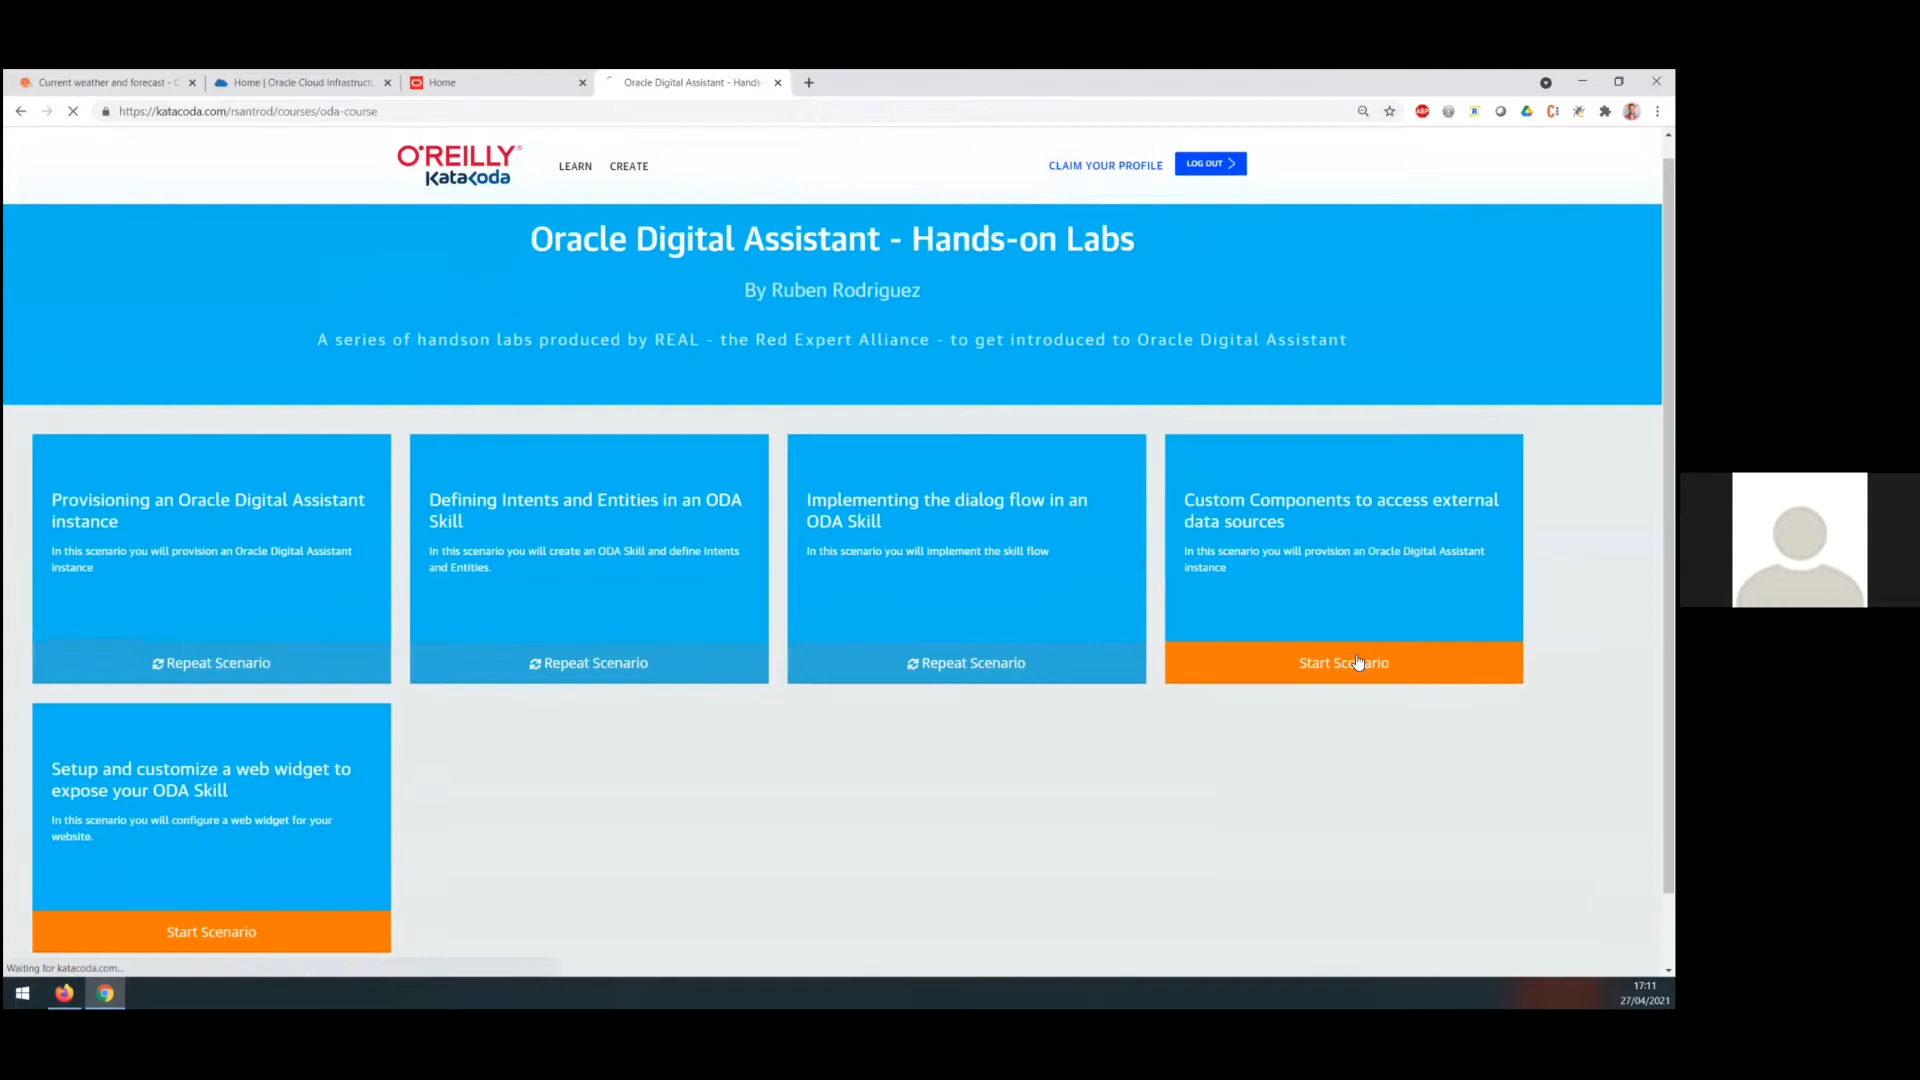 Current weather and forecast - C
Home | Oracle Cloud Infrastructu
Home
Oracle Digital Assistant - Hands-
https://katacoda.com/rsantrod/courses/oda-course
ABP
O'REILLY®
Katacoda
LEARN
CREATE
CLAIM YOUR PROFILE
LOG OUT
Oracle Digital Assistant - Hands-on Labs
By Ruben Rodriguez
A series of handson labs produced by REAL - the Red Expert Alliance - to get introduced to Oracle Digital Assistant
Provisioning an Oracle Digital Assistant
instance
In this scenario you will provision an Oracle Digital Assistant
instance
Repeat Scenario
Defining Intents and Entities in an ODA
Skill
In this scenario you will create an ODA Skill and define Intents
and Entities.
Repeat Scenario
Implementing the dialog flow in an
ODA Skill
In this scenario you will implement the skill flow
Repeat Scenario
Custom Components to access external
data sources
In this scenario you will provision an Oracle Digital Assistant
instance
Start Scenario
Setup and customize a web widget to
expose your ODA Skill
In this scenario you will configure a web widget for your
website.
Start Scenario
Waiting for katacoda.com...
17:11
27/04/2021